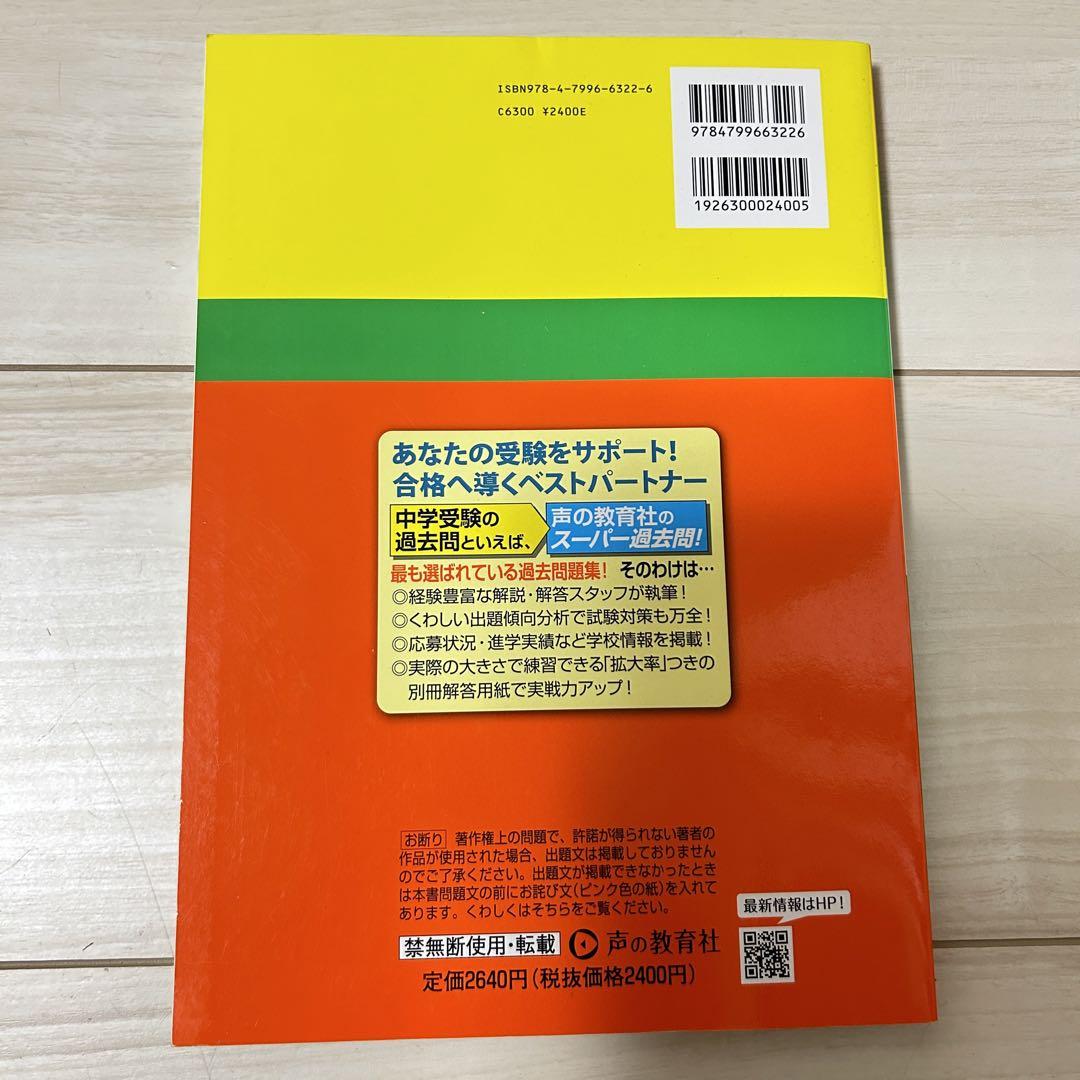 ISBN978-4-7996-6322-6
C6300 ¥2400E
9784799663226
1926300024005
あなたの受験をサポート!
合格へ導くベストパートナー
中学受験の
過去問といえば、
声の教育社の
スーパー過去問!
最も選ばれている過去問題集! そのわけは…
◎経験豊富な解説・解答スタッフが執筆!
◎くわしい出題傾向分析で試験対策も万全!
◎応募状況・進学実績など学校情報を掲載!
◎実際の大きさで練習できる「拡大率」つきの
別冊解答用紙で実戦力アップ!
お断り 著作権上の問題で、許諾が得られない著者の
作品が使用された場合、出題文は掲載しておりません
のでご了承ください。出題文が掲載できなかったとき
は本書問題文の前にお詫び文(ピンク色の紙)を入れて
あります。くわしくはそちらをご覧ください。
最新情報はHP!
禁無断使用・転載 声の教育社
定価2640円(税抜価格2400円)